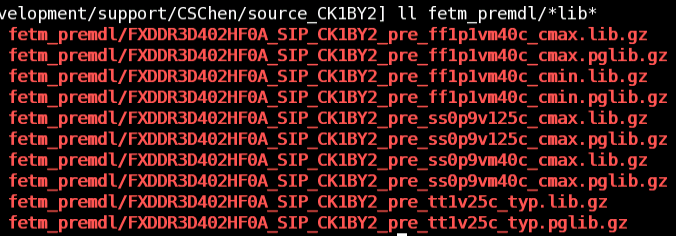 velopment/support/CSChen/source_CK1BY2] ll fetm_premdl/*lib*
fetm_premdl/FXDDR3D402HF0A_SIP_CK1BY2_pre_ff1p1vm40c_cmax.lib.gz
fetm_premdl/FXDDR3D402HF0A_SIP_CK1BY2_pre_ff1p1vm40c_cmax.pglib.gz
fetm_premdl/FXDDR3D402HF0A_SIP_CK1BY2_pre_ff1p1vm40c_cmin.lib.gz
fetm_premdl/FXDDR3D402HF0A_SIP_CK1BY2_pre_ff1p1vm40c_cmin.pglib.gz
fetm_premdl/FXDDR3D402HF0A_SIP_CK1BY2_pre_ss0p9v125c_cmax.lib.gz
fetm_premdl/FXDDR3D402HF0A_SIP_CK1BY2_pre_ss0p9v125c_cmax.pglib.gz
fetm_premdl/FXDDR3D402HF0A_SIP_CK1BY2_pre_ss0p9vm40c_cmax.lib.gz
fetm_premdl/FXDDR3D402HF0A_SIP_CK1BY2_pre_ss0p9vm40c_cmax.pglib.gz
fetm_premdl/FXDDR3D402HF0A_SIP_CK1BY2_pre_tt1v25c_typ.lib.gz
fetm_premdl/FXDDR3D402HF0A_SIP_CK1BY2_pre_tt1v25c_typ.pglib.gz